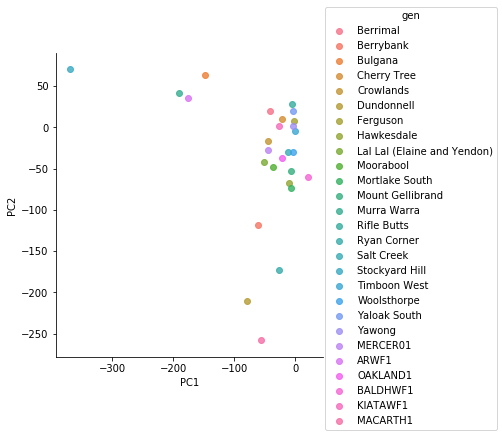 gen
Berrimal
Berrybank
Bulgana
Cherry Tree
Crowlands
Dundonnell
Ferguson
Hawkesdale
Lal Lal (Elaine and Yendon)
Moorabool
Mortlake South
Mount Gellibrand
Murra Warra
Rifle Butts
Ryan Corner
Salt Creek
Stockyard Hill
Timboon West
Woolsthorpe
Yaloak South
Yawong
MERCER01
ARWF1
OAKLAND1
BALDHWF1
KIATAWF1
MACARTH1
50
0
−50
−100
−150
−200
−250
PC2
−300
−200
−100
0
PC1